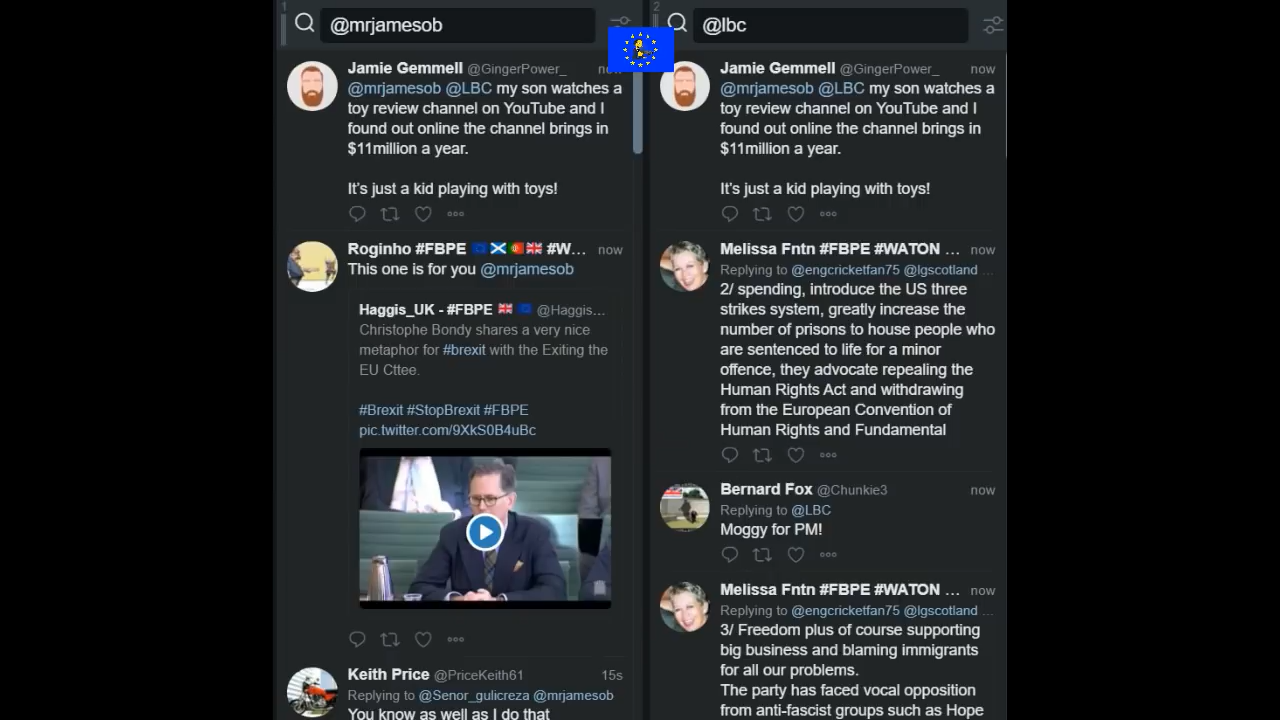 1
@mrjamesob
Jamie Gemmell @GingerPower_ now
@mrjamesob @LBC my son watches a
toy review channel on YouTube and I
found out online the channel brings in
$11million a year.
It's just a kid playing with toys!
Roginho #FBPE 🇪🇺🏴󠁧󠁢󠁳󠁣󠁴󠁿🇵🇹🇬🇧 #W... now
This one is for you @mrjamesob
Haggis_UK - #FBPE 🇬🇧 🇪🇺 @Haggis...
Christophe Bondy shares a very nice
metaphor for #brexit with the Exiting the
EU Cttee.
#Brexit #StopBrexit #FBPE
pic.twitter.com/9XkS0B4uBc
Keith Price @PriceKeith61 15s
Replying to @Senor_gulicreza @mrjamesob
You know as well as I do that
2
@lbc
Jamie Gemmell @GingerPower_ now
@mrjamesob @LBC my son watches a
toy review channel on YouTube and I
found out online the channel brings in
$11million a year.
It's just a kid playing with toys!
Melissa Fntn #FBPE #WATON ... now
Replying to @engcricketfan75 @lgscotland ...
2/ spending, introduce the US three
strikes system, greatly increase the
number of prisons to house people who
are sentenced to life for a minor
offence, they advocate repealing the
Human Rights Act and withdrawing
from the European Convention of
Human Rights and Fundamental
Bernard Fox @Chunkie3 now
Replying to @LBC
Moggy for PM!
Melissa Fntn #FBPE #WATON ... now
Replying to @engcricketfan75 @lgscotland ...
3/ Freedom plus of course supporting
big business and blaming immigrants
for all our problems.
The party has faced vocal opposition
from anti-fascist groups such as Hope